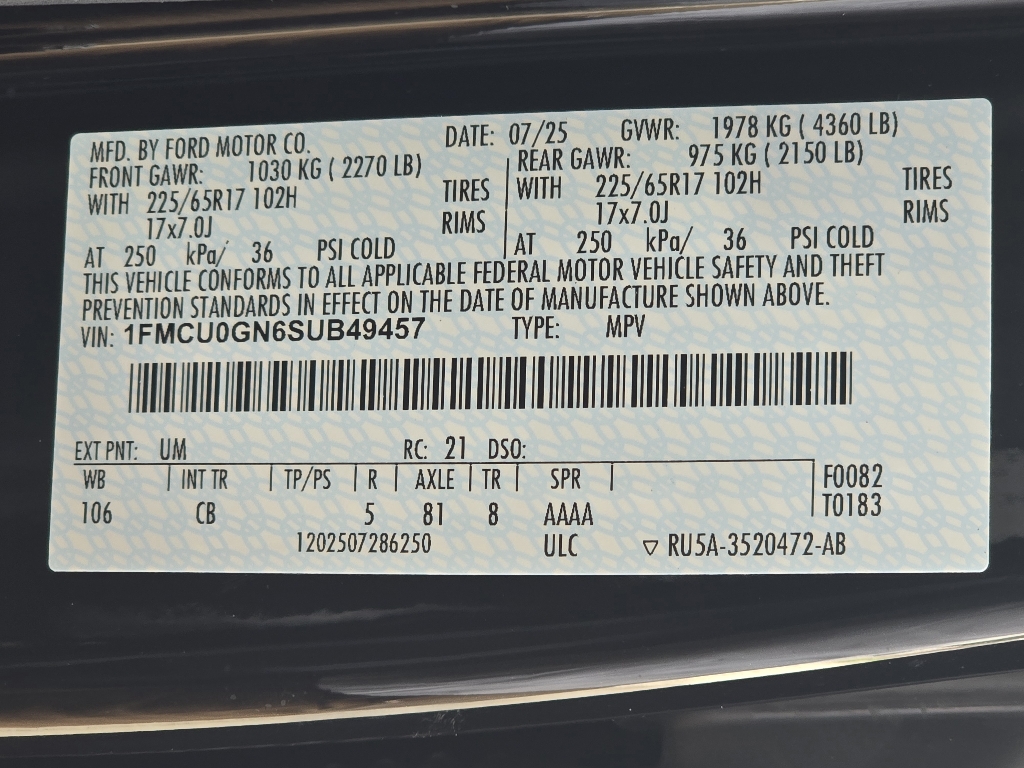 MFD. BY FORD MOTOR CO. DATE: 07/25 GVWR: 1978 KG ( 4360 LB)
FRONT GAWR: 1030 KG ( 2270 LB) REAR GAWR: 975 KG ( 2150 LB)
WITH 225/65R17 102H TIRES WITH 225/65R17 102H TIRES
17x7.0J RIMS 17x7.0J RIMS
AT 250 kPa/ 36 PSI COLD AT 250 kPa/ 36 PSI COLD
THIS VEHICLE CONFORMS TO ALL APPLICABLE FEDERAL MOTOR VEHICLE SAFETY AND THEFT
PREVENTION STANDARDS IN EFFECT ON THE DATE OF MANUFACTURE SHOWN ABOVE.
VIN: 1FMCU0GN6SUB49457 TYPE: MPV
EXT PNT: UM RC: 21 DSO:
WB INT TR TP/PS R AXLE TR SPR F0082
106 CB 5 81 8 AAAA T0183
1202507286250 ULC ▽ RU5A-3520472-AB